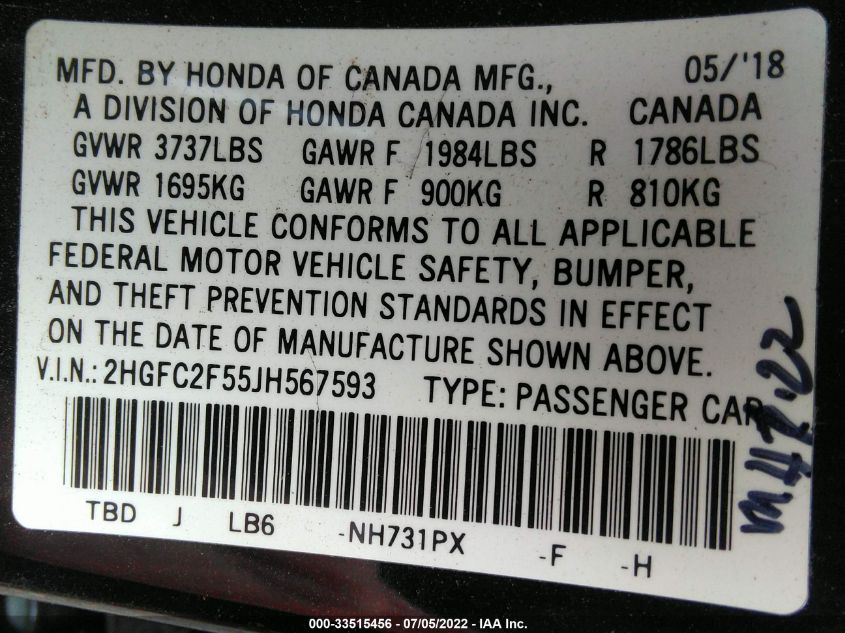 MFD. BY HONDA OF CANADA MFG., 05/'18
A DIVISION OF HONDA CANADA INC. CANADA
GVWR 3737LBS GAWR F 1984LBS R 1786LBS
GVWR 1695KG GAWR F 900KG R 810KG
THIS VEHICLE CONFORMS TO ALL APPLICABLE
FEDERAL MOTOR VEHICLE SAFETY, BUMPER,
AND THEFT PREVENTION STANDARDS IN EFFECT
ON THE DATE OF MANUFACTURE SHOWN ABOVE.
V.I.N.: 2HGFC2F55JH567593 TYPE: PASSENGER CAR
TBD J LB6 -NH731PX -F -H
000-33515456 - 07/05/2022 - IAA Inc.